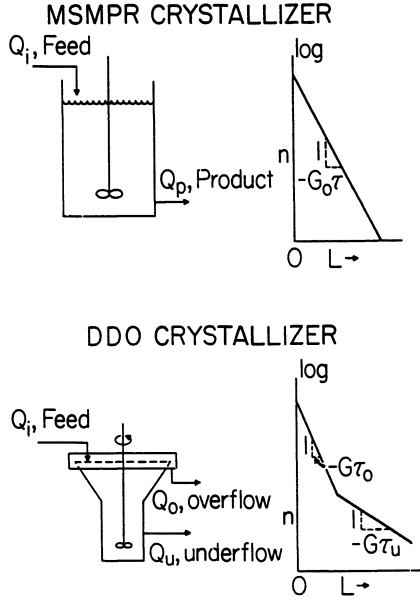 MSMPR CRYSTALLIZER
Qi, Feed
Qp, Product
log
n
1
-Goτ
O L→
DDO CRYSTALLIZER
Qi, Feed
Qo, overflow
Qu, underflow
log
n
1
-Gτo
1
-Gτu
O L→